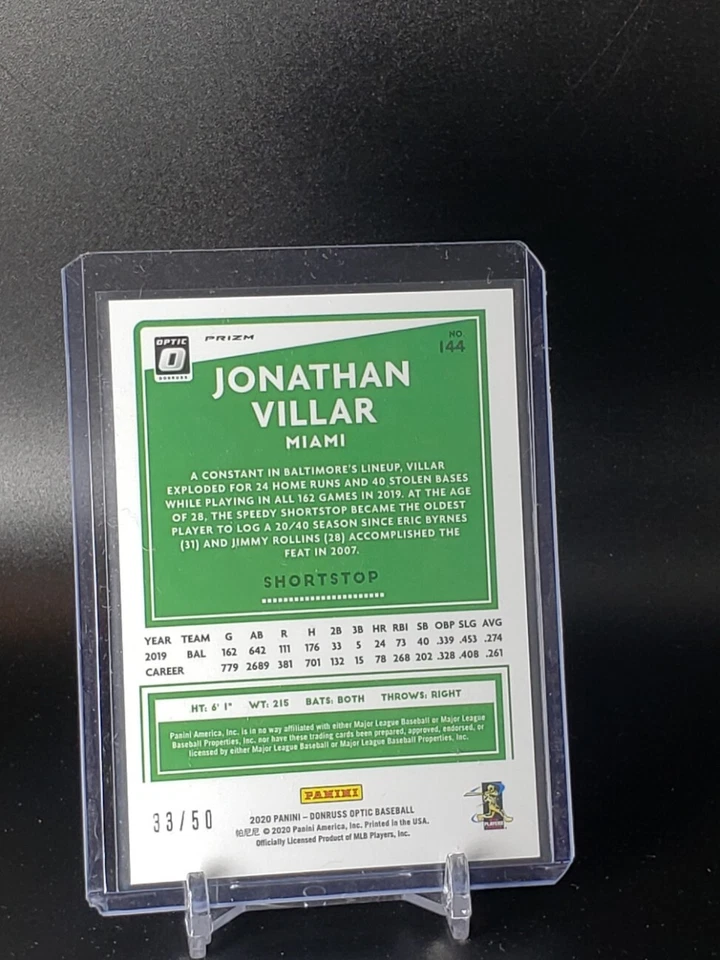 OPTIC
O
DONRUSS
PRIZM
NO.
144
JONATHAN
VILLAR
MIAMI
A CONSTANT IN BALTIMORE'S LINEUP, VILLAR
EXPLODED FOR 24 HOME RUNS AND 40 STOLEN BASES
WHILE PLAYING IN ALL 162 GAMES IN 2019. AT THE AGE
OF 28, THE SPEEDY SHORTSTOP BECAME THE OLDEST
PLAYER TO LOG A 20/40 SEASON SINCE ERIC BYRNES
(31) AND JIMMY ROLLINS (28) ACCOMPLISHED THE
FEAT IN 2007.
SHORTSTOP
YEAR TEAM G AB R H 2B 3B HR RBI SB OBP SLG AVG
2019 BAL 162 642 111 176 33 5 24 73 40 .339 .453 .274
CAREER 779 2689 381 701 132 15 78 268 202 .328 .408 .261
HT: 6' 1" WT: 215 BATS: BOTH THROWS: RIGHT
Panini America, Inc. is in no way affiliated with either Major League Baseball or Major League
Baseball Properties, Inc. nor have these trading cards been prepared, approved, endorsed, or
licensed by either Major League Baseball or Major League Baseball Properties, Inc.
PANINI
33/50
2020 PANINI – DONRUSS OPTIC BASEBALL
帕尼尼 © 2020 Panini America, Inc. Printed in the USA.
Officially Licensed Product of MLB Players, Inc.
PLAYERS